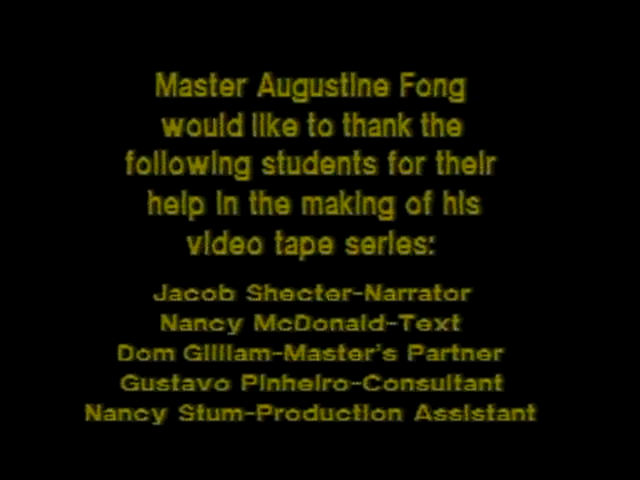 Master Augustine Fong
would like to thank the
following students for their
help in the making of his
video tape series:
Jacob Shecter-Narrator
Nancy McDonald-Text
Dom Gilliam-Master's Partner
Gustavo Pinheiro-Consultant
Nancy Stum-Production Assistant